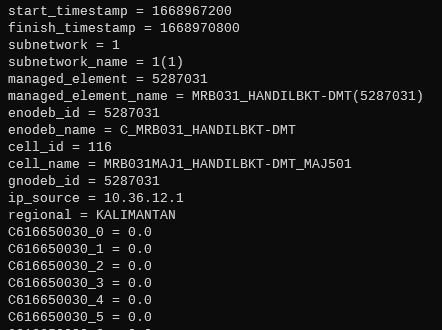 start_timestamp = 1668967200
finish_timestamp = 1668970800
subnetwork = 1
subnetwork_name = 1(1)
managed_element = 5287031
managed_element_name = MRB031_HANDILBKT-DMT(5287031)
enodeb_id = 5287031
enodeb_name = C_MRB031_HANDILBKT-DMT
cell_id = 116
cell_name = MRB031MAJ1_HANDILBKT-DMT_MAJ501
gnodeb_id = 5287031
ip_source = 10.36.12.1
regional = KALIMANTAN
C616650030_0 = 0.0
C616650030_1 = 0.0
C616650030_2 = 0.0
C616650030_3 = 0.0
C616650030_4 = 0.0
C616650030_5 = 0.0